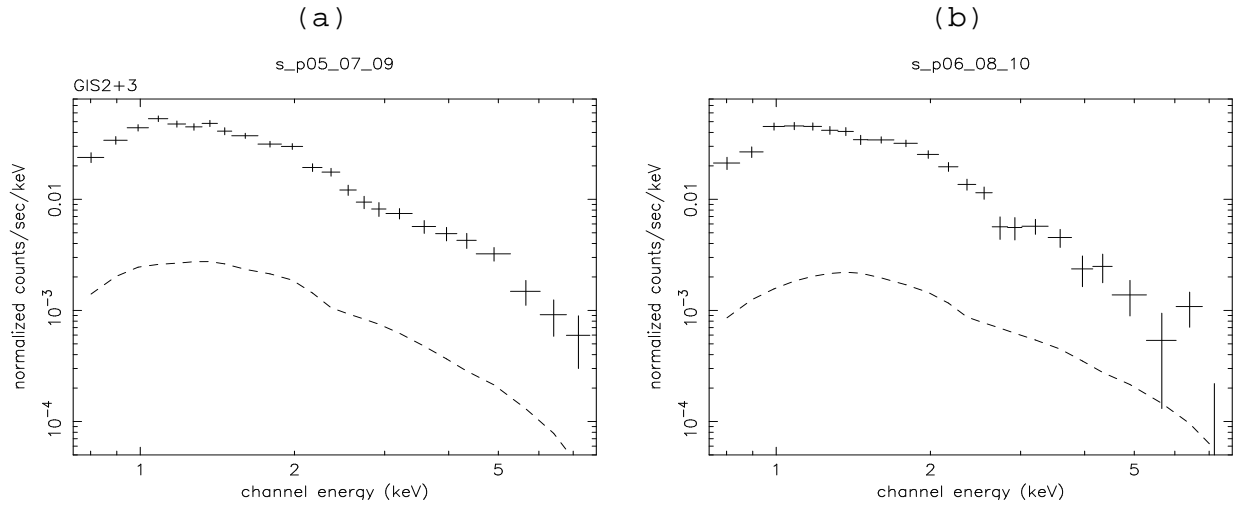 (a)
s_p05_07_09
GIS2+3
normalized counts/sec/keV
0.01
10⁻³
10⁻⁴
1
2
5
channel energy (keV)
(b)
s_p06_08_10
normalized counts/sec/keV
0.01
10⁻³
10⁻⁴
1
2
5
channel energy (keV)